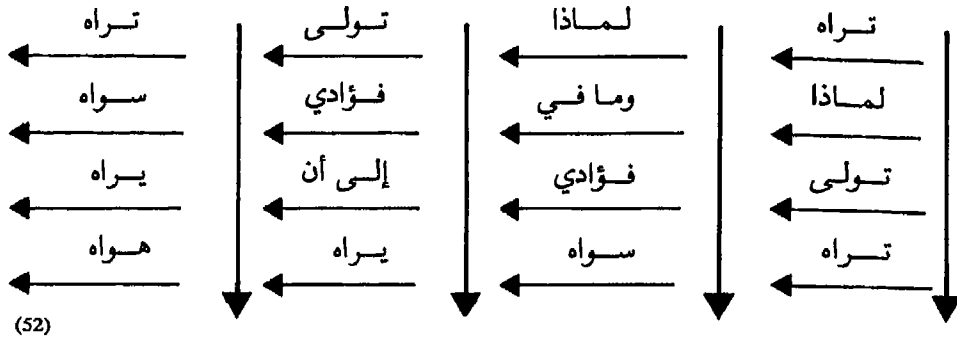 تراه لماذا تولى تراه
لماذا وما في فؤادي سواه
تولى فؤادي إلى أن يراه
تراه سواه يراه هواه
(52)